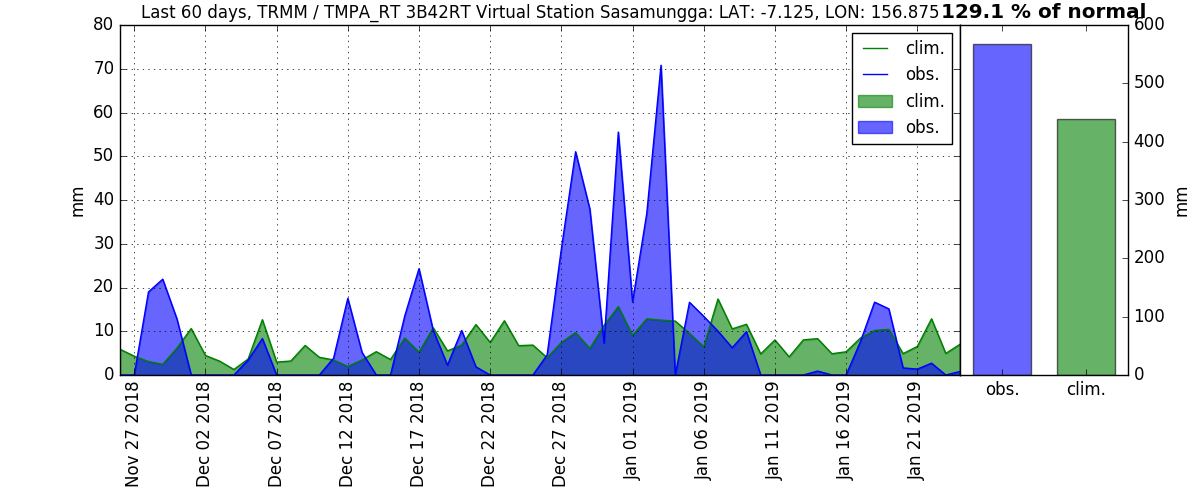 Last 60 days, TRMM / TMPA_RT 3B42RT Virtual Station Sasamungga: LAT: -7.125, LON: 156.875
129.1 % of normal
80
70
60
50
40
30
20
10
0
mm
clim.
obs.
clim.
obs.
Nov 27 2018
Dec 02 2018
Dec 07 2018
Dec 12 2018
Dec 17 2018
Dec 22 2018
Dec 27 2018
Jan 01 2019
Jan 06 2019
Jan 11 2019
Jan 16 2019
Jan 21 2019
600
500
400
300
200
100
0
mm
obs.
clim.